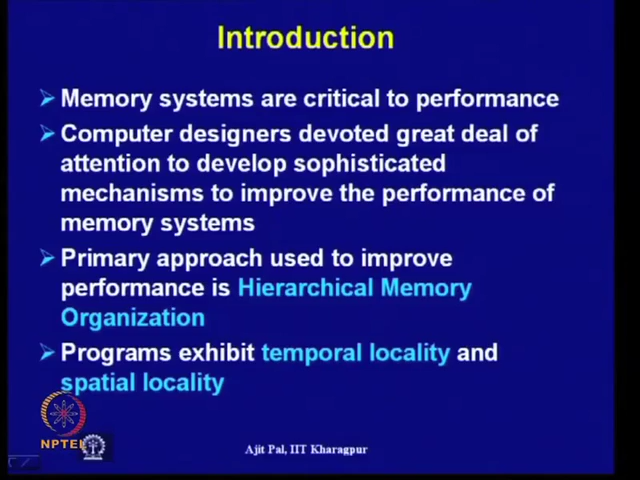 Introduction
Memory systems are critical to performance
Computer designers devoted great deal of
attention to develop sophisticated
mechanisms to improve the performance of
memory systems
Primary approach used to improve
performance is Hierarchical Memory
Organization
Programs exhibit temporal locality and
spatial locality
NPTEL
Ajit Pal, IIT Kharagpur